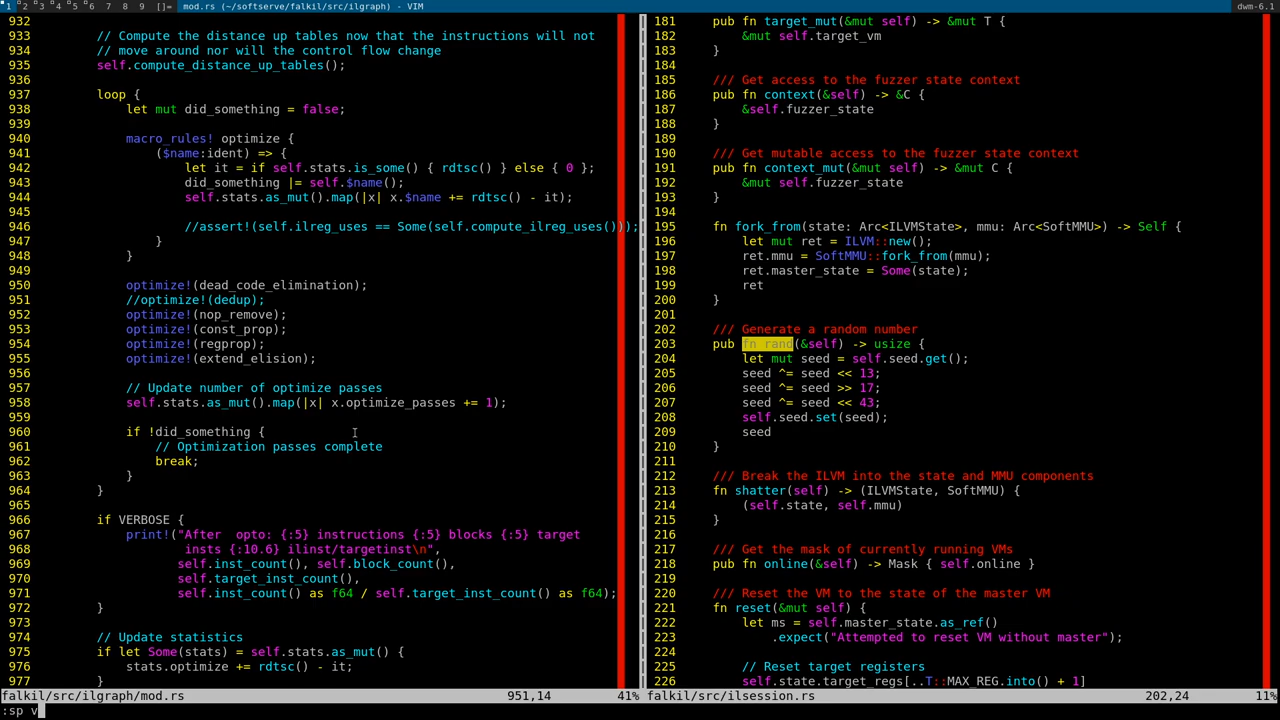 1 2 3 4 5 6 7 8 9 []= mod.rs (~/softserve/falkil/src/ilgraph) - VIM dwm-6.1
932
933         // Compute the distance up tables now that the instructions will not
934         // move around nor will the control flow change
935         self.compute_distance_up_tables();
936
937         loop {
938             let mut did_something = false;
939
940             macro_rules! optimize {
941                 ($name:ident) => {
942                     let it = if self.stats.is_some() { rdtsc() } else { 0 };
943                     did_something |= self.$name();
944                     self.stats.as_mut().map(|x| x.$name += rdtsc() - it);
945
946                     //assert!(self.ilreg_uses == Some(self.compute_ilreg_uses()));
947                 }
948             }
949
950             optimize!(dead_code_elimination);
951             //optimize!(dedup);
952             optimize!(nop_remove);
953             optimize!(const_prop);
954             optimize!(regprop);
955             optimize!(extend_elision);
956
957             // Update number of optimize passes
958             self.stats.as_mut().map(|x| x.optimize_passes += 1);
959
960             if !did_something {
961                 // Optimization passes complete
962                 break;
963             }
964         }
965
966         if VERBOSE {
967             print!("After  opto: {:5} instructions {:5} blocks {:5} target
968                     insts {:10.6} ilinst/targetinst\n",
969                    self.inst_count(), self.block_count(),
970                    self.target_inst_count(),
971                    self.inst_count() as f64 / self.target_inst_count() as f64);
972         }
973
974         // Update statistics
975         if let Some(stats) = self.stats.as_mut() {
976             stats.optimize += rdtsc() - it;
977         }
falkil/src/ilgraph/mod.rs 951,14 41%
181     pub fn target_mut(&mut self) -> &mut T {
182         &mut self.target_vm
183     }
184
185     /// Get access to the fuzzer state context
186     pub fn context(&self) -> &C {
187         &self.fuzzer_state
188     }
189
190     /// Get mutable access to the fuzzer state context
191     pub fn context_mut(&mut self) -> &mut C {
192         &mut self.fuzzer_state
193     }
194
195     fn fork_from(state: Arc<ILVMState>, mmu: Arc<SoftMMU>) -> Self {
196         let mut ret = ILVM::new();
197         ret.mmu = SoftMMU::fork_from(mmu);
198         ret.master_state = Some(state);
199         ret
200     }
201
202     /// Generate a random number
203     pub fn rand(&self) -> usize {
204         let mut seed = self.seed.get();
205         seed ^= seed << 13;
206         seed ^= seed >> 17;
207         seed ^= seed << 43;
208         self.seed.set(seed);
209         seed
210     }
211
212     /// Break the ILVM into the state and MMU components
213     fn shatter(self) -> (ILVMState, SoftMMU) {
214         (self.state, self.mmu)
215     }
216
217     /// Get the mask of currently running VMs
218     pub fn online(&self) -> Mask { self.online }
219
220     /// Reset the VM to the state of the master VM
221     fn reset(&mut self) {
222         let ms = self.master_state.as_ref()
223             .expect("Attempted to reset VM without master");
224
225         // Reset target registers
226         self.state.target_regs[..T::MAX_REG.into() + 1]
falkil/src/ilsession.rs 202,24 11%
:sp v